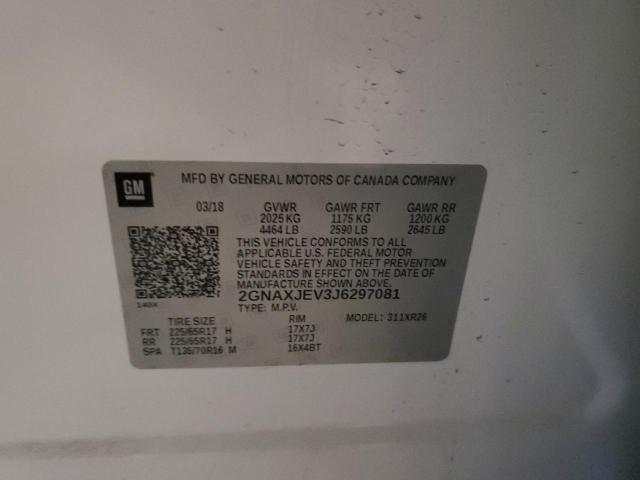 GM
MFD BY GENERAL MOTORS OF CANADA COMPANY
03/18 GVWR GAWR FRT GAWR RR
2025 KG 1175 KG 1200 KG
4464 LB 2590 LB 2645 LB
THIS VEHICLE CONFORMS TO ALL
APPLICABLE U.S. FEDERAL MOTOR
VEHICLE SAFETY AND THEFT PREVENTION
STANDARDS IN EFFECT ON THE DATE OF
MANUFACTURE SHOWN ABOVE.
2GNAXJEV3J6297081
140X
TYPE: M.P.V. MODEL: 311XR26
TIRE SIZE RIM
FRT 225/65R17 H 17X7J
RR 225/65R17 H 17X7J
SPA T135/70R16 M 16X4BT